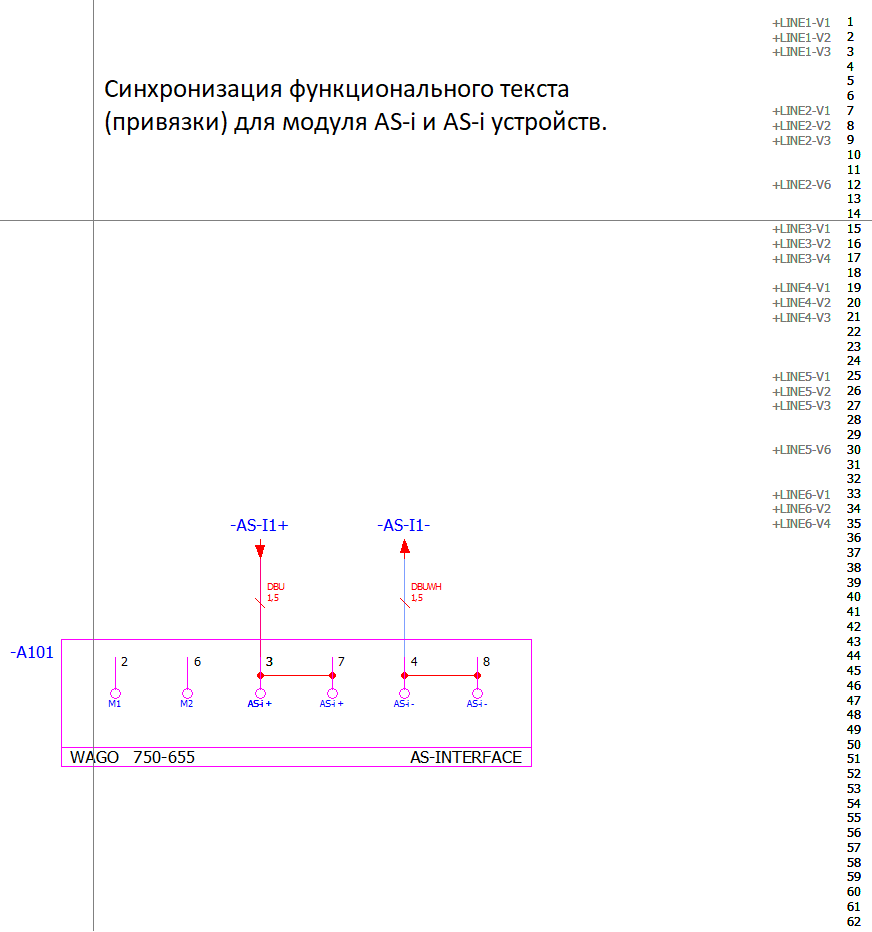 +LINE1-V1 1
+LINE1-V2 2
+LINE1-V3 3
4
5
6
+LINE2-V1 7
+LINE2-V2 8
+LINE2-V3 9
10
11
+LINE2-V6 12
13
14
+LINE3-V1 15
+LINE3-V2 16
+LINE3-V4 17
18
+LINE4-V1 19
+LINE4-V2 20
+LINE4-V3 21
22
23
24
+LINE5-V1 25
+LINE5-V2 26
+LINE5-V3 27
28
29
+LINE5-V6 30
31
32
+LINE6-V1 33
+LINE6-V2 34
+LINE6-V4 35
36
37
38
39
40
41
42
43
44
45
46
47
48
49
50
51
52
53
54
55
56
57
58
59
60
61
62
Синхронизация функционального текста
(привязки) для модуля AS-i и AS-i устройств.
-AS-I1+ -AS-I1-
DBU DBUWH
1,5 1,5
-A101
2 6 3 7 4 8
M1 M2 AS-i + AS-i + AS-i - AS-i -
WAGO 750-655 AS-INTERFACE